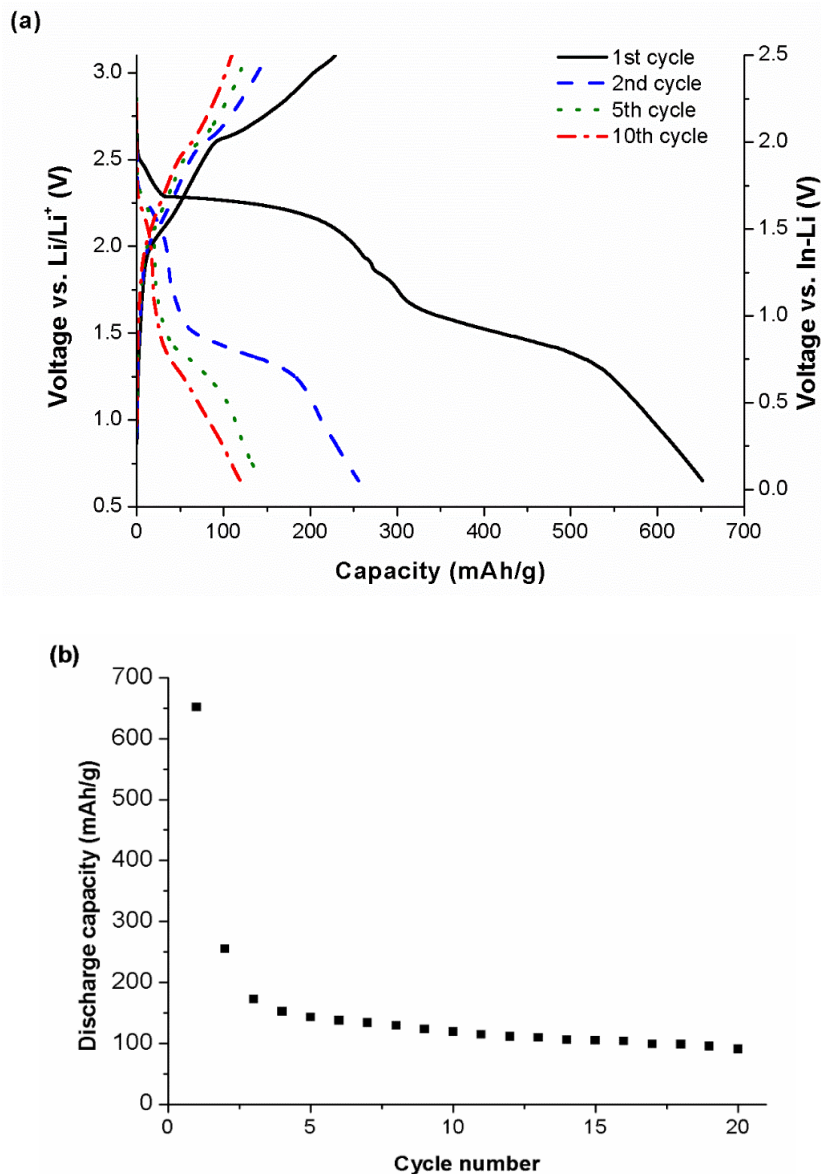 (a)
1st cycle
2nd cycle
5th cycle
10th cycle
3.0
2.5
2.0
1.5
1.0
0.5
Voltage vs. Li/Li⁺ (V)
2.5
2.0
1.5
1.0
0.5
0.0
Voltage vs. In-Li (V)
0 100 200 300 400 500 600 700
Capacity (mAh/g)
(b)
700
600
500
400
300
200
100
0
Discharge capacity (mAh/g)
0 5 10 15 20
Cycle number